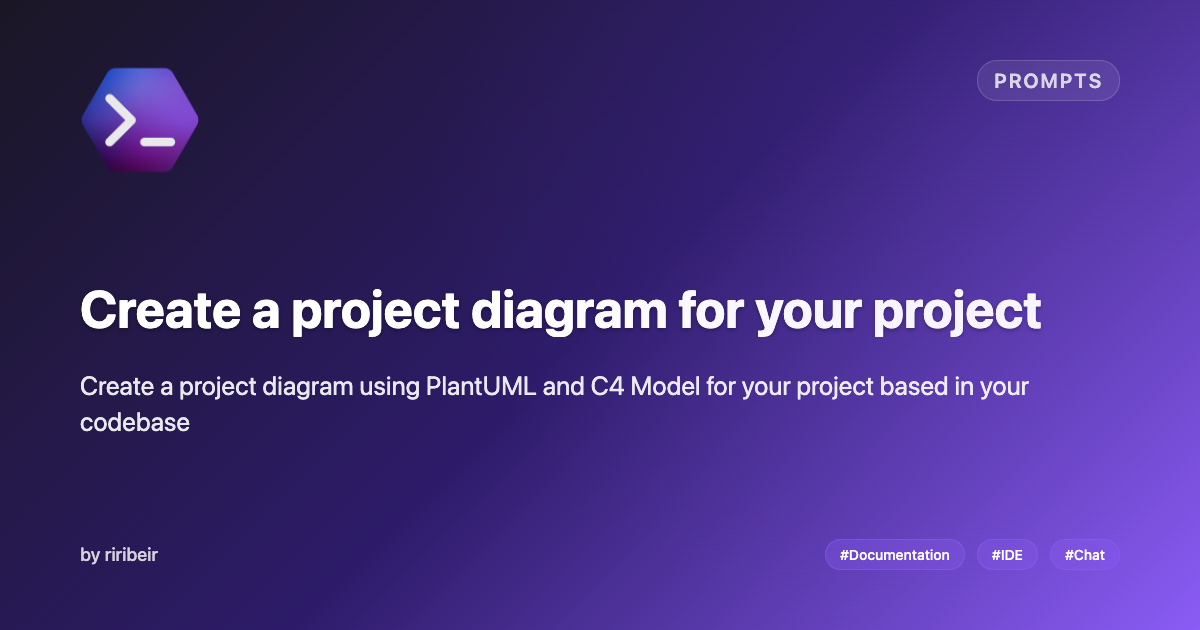 PROMPTS
Create a project diagram for your project
Create a project diagram using PlantUML and C4 Model for your project based in your
codebase
by riribeir
#Documentation #IDE #Chat